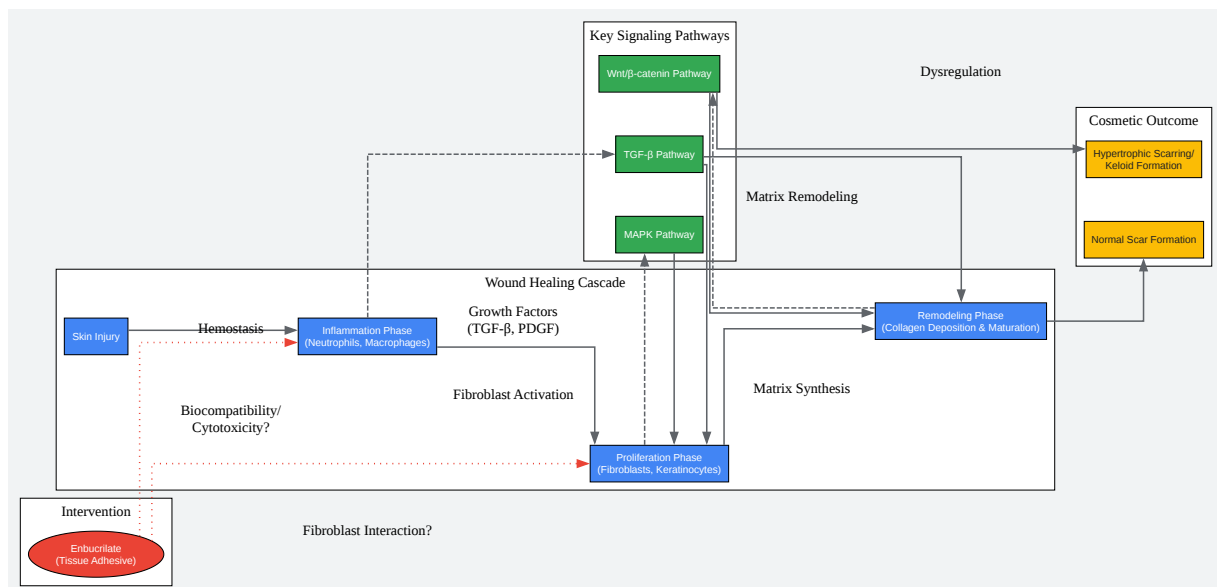 Key Signaling Pathways
Wnt/β-catenin Pathway
Dysregulation
Cosmetic Outcome
Hypertrophic Scarring/
Keloid Formation
TGF-β Pathway
Matrix Remodeling
MAPK Pathway
Normal Scar Formation
Wound Healing Cascade
Skin Injury
Hemostasis
Inflammation Phase
(Neutrophils, Macrophages)
Growth Factors
(TGF-β, PDGF)
Remodeling Phase
(Collagen Deposition & Maturation)
Fibroblast Activation
Matrix Synthesis
Biocompatibility/
Cytotoxicity?
Proliferation Phase
(Fibroblasts, Keratinocytes)
Intervention
Fibroblast Interaction?
Enbucrilate
(Tissue Adhesive)